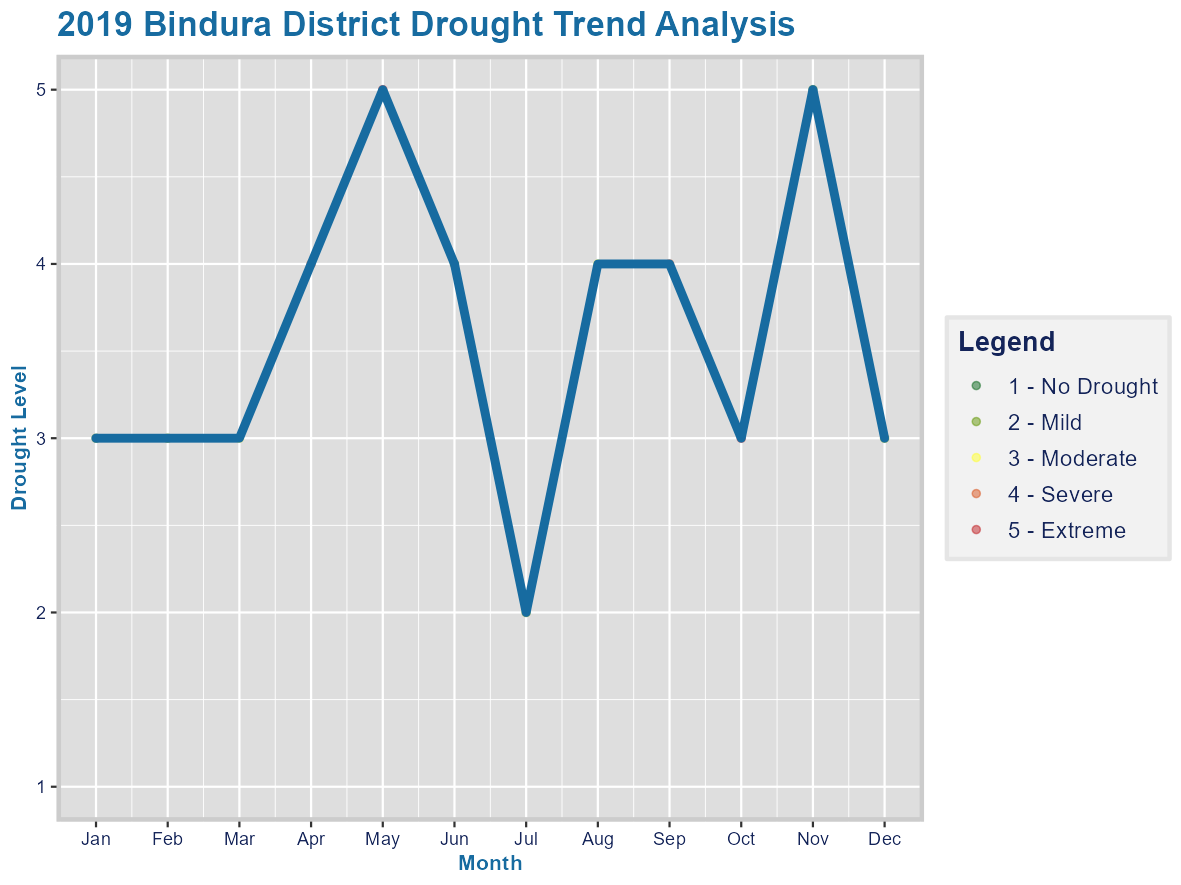 2019 Bindura District Drought Trend Analysis
Drought Level
5
4
3
2
1
Jan Feb Mar Apr May Jun Jul Aug Sep Oct Nov Dec
Month
Legend
1 - No Drought
2 - Mild
3 - Moderate
4 - Severe
5 - Extreme